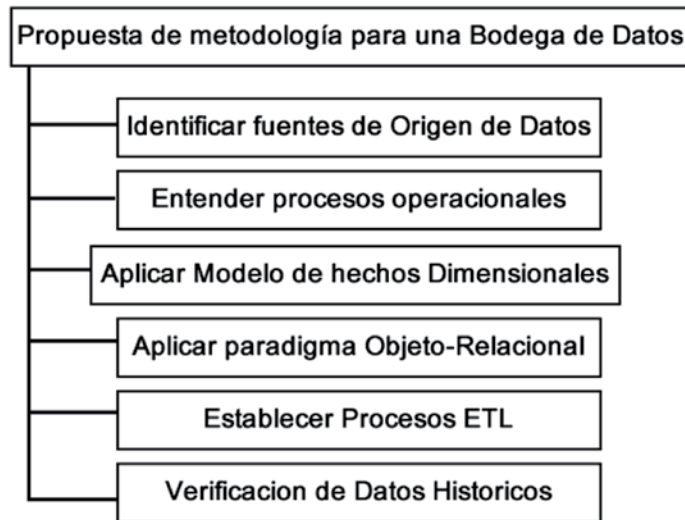 Propuesta de metodología para una Bodega de Datos
Identificar fuentes de Origen de Datos
Entender procesos operacionales
Aplicar Modelo de hechos Dimensionales
Aplicar paradigma Objeto-Relacional
Establecer Procesos ETL
Verificacion de Datos Historicos